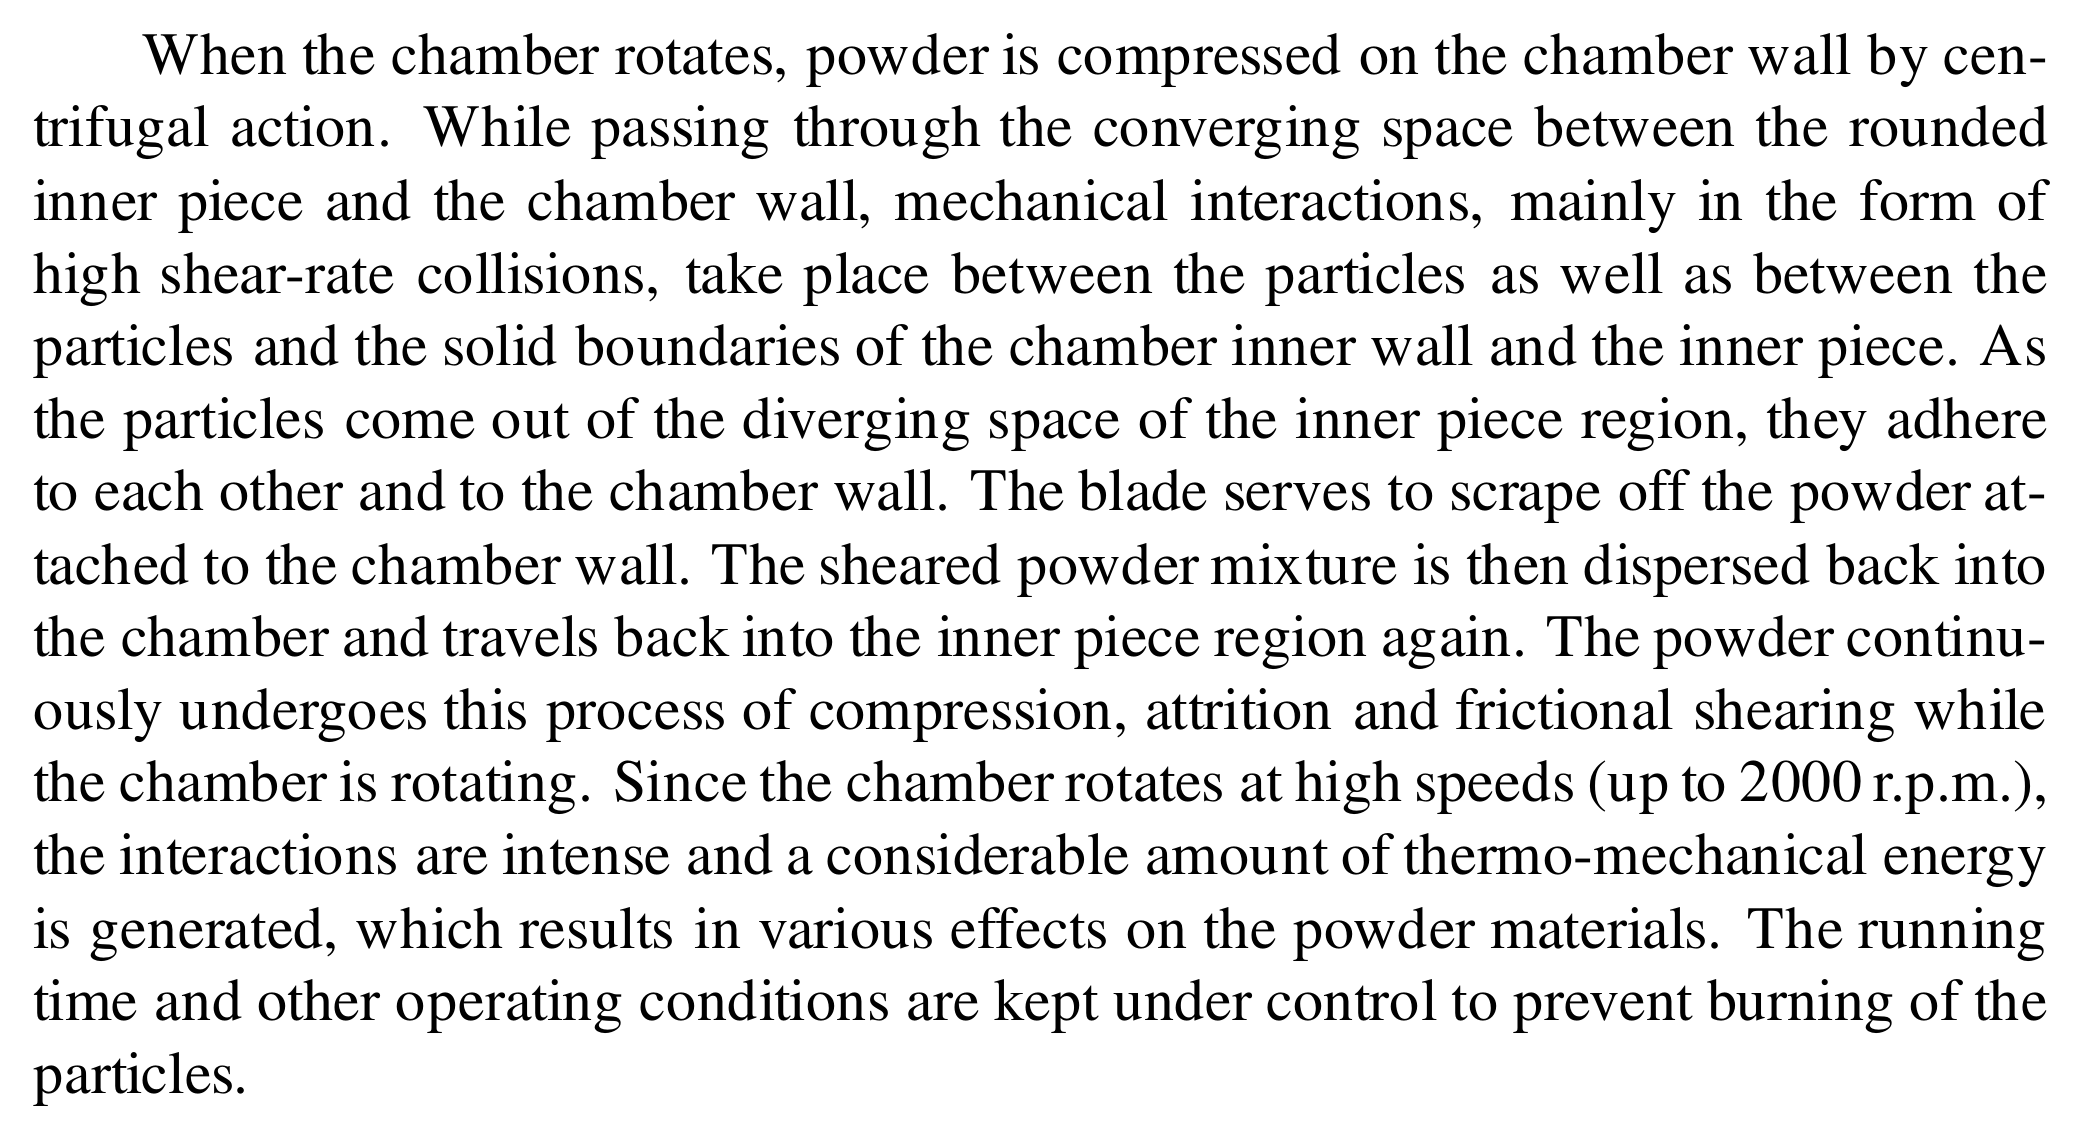 When the chamber rotates, powder is compressed on the chamber wall by cen-
trifugal action. While passing through the converging space between the rounded
inner piece and the chamber wall, mechanical interactions, mainly in the form of
high shear-rate collisions, take place between the particles as well as between the
particles and the solid boundaries of the chamber inner wall and the inner piece. As
the particles come out of the diverging space of the inner piece region, they adhere
to each other and to the chamber wall. The blade serves to scrape off the powder at-
tached to the chamber wall. The sheared powder mixture is then dispersed back into
the chamber and travels back into the inner piece region again. The powder continu-
ously undergoes this process of compression, attrition and frictional shearing while
the chamber is rotating. Since the chamber rotates at high speeds (up to 2000 r.p.m.),
the interactions are intense and a considerable amount of thermo-mechanical energy
is generated, which results in various effects on the powder materials. The running
time and other operating conditions are kept under control to prevent burning of the
particles.